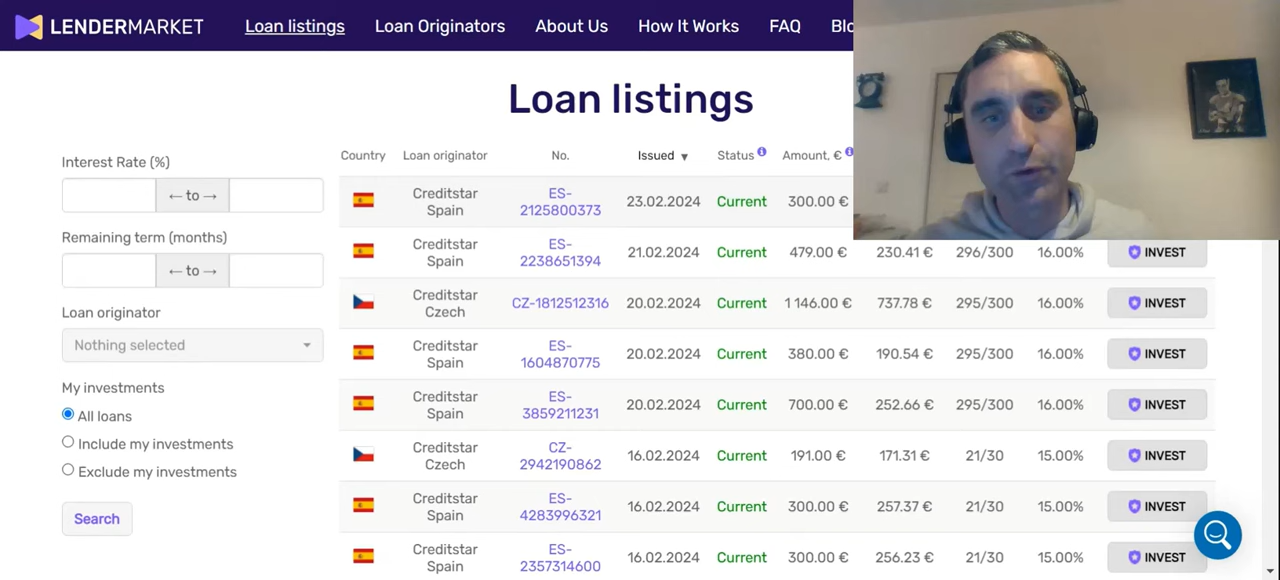 LENDERMARKET
Loan listings
Loan Originators
About Us
How It Works
FAQ
Blo
Loan listings
Interest Rate (%)
← to →
Remaining term (months)
← to →
Loan originator
Nothing selected
My investments
All loans
Include my investments
Exclude my investments
Search
Country Loan originator No. Issued ▼ Status Amount, €
Creditstar Spain ES-2125800373 23.02.2024 Current 300.00 €
Creditstar Spain ES-2238651394 21.02.2024 Current 479.00 € 230.41 € 296/300 16.00% INVEST
Creditstar Czech CZ-1812512316 20.02.2024 Current 1 146.00 € 737.78 € 295/300 16.00% INVEST
Creditstar Spain ES-1604870775 20.02.2024 Current 380.00 € 190.54 € 295/300 16.00% INVEST
Creditstar Spain ES-3859211231 20.02.2024 Current 700.00 € 252.66 € 295/300 16.00% INVEST
Creditstar Czech CZ-2942190862 16.02.2024 Current 191.00 € 171.31 € 21/30 15.00% INVEST
Creditstar Spain ES-4283996321 16.02.2024 Current 300.00 € 257.37 € 21/30 15.00% INVEST
Creditstar Spain ES-2357314600 16.02.2024 Current 300.00 € 256.23 € 21/30 15.00% INVEST